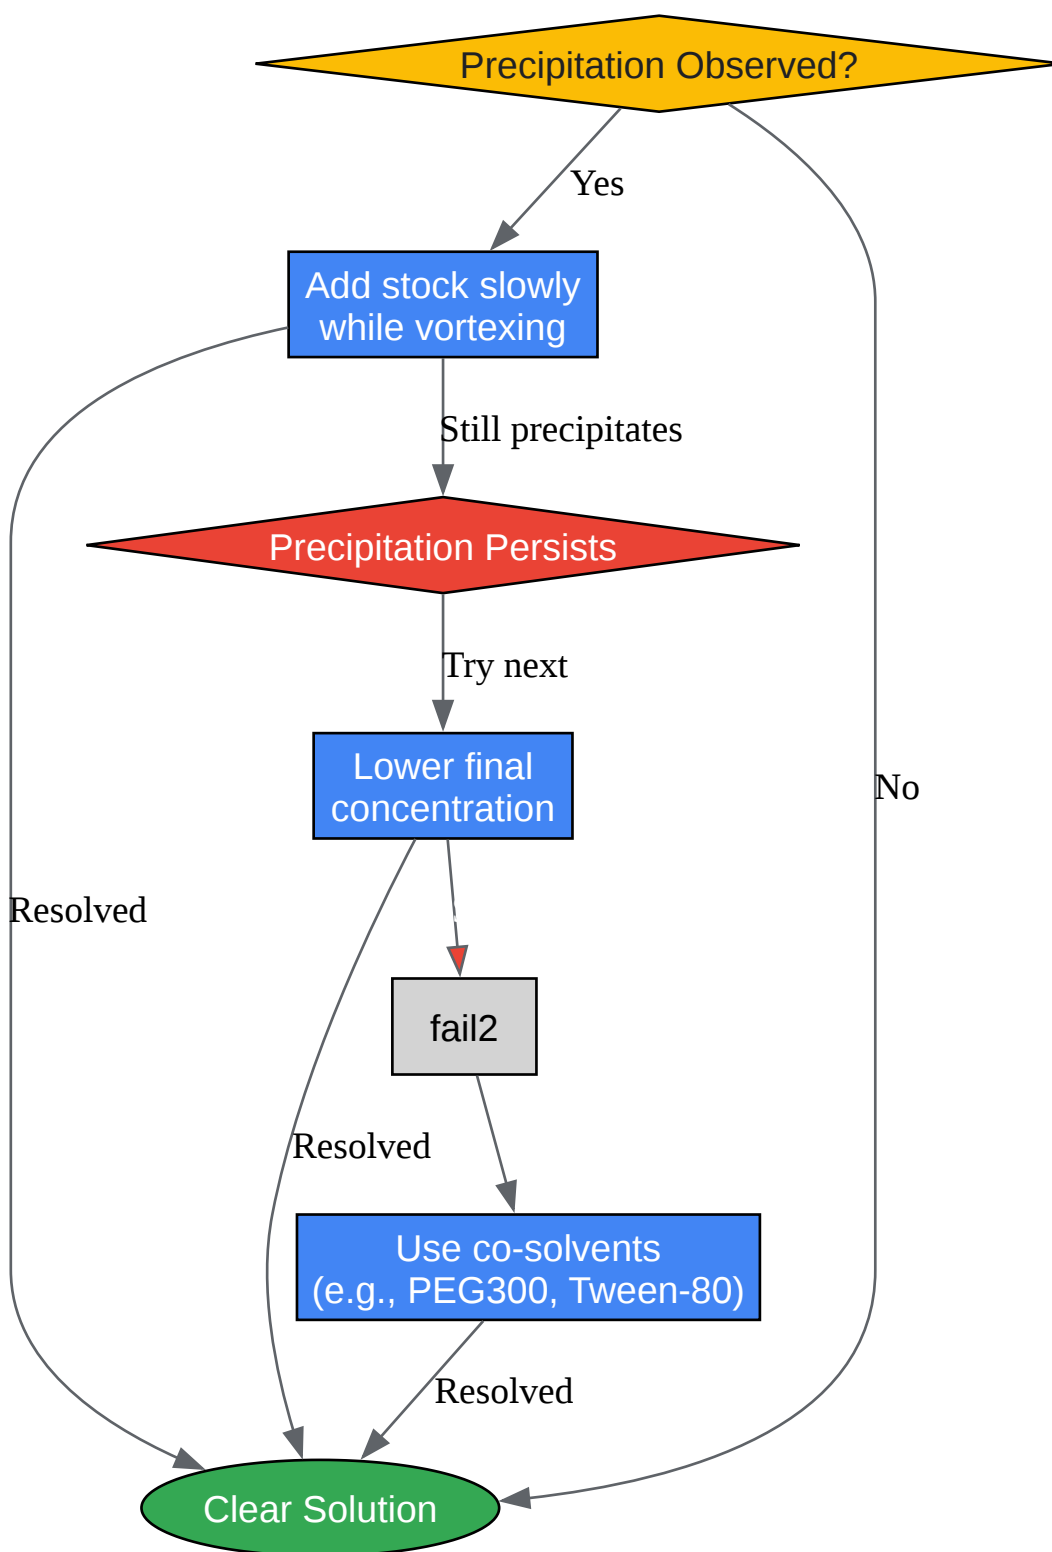 Precipitation Observed?
Yes
Add stock slowly
while vortexing
Still precipitates
Precipitation Persists
Try next
Lower final
concentration
No
Resolved
fail2
Resolved
Use co-solvents
(e.g., PEG300, Tween-80)
Resolved
Clear Solution